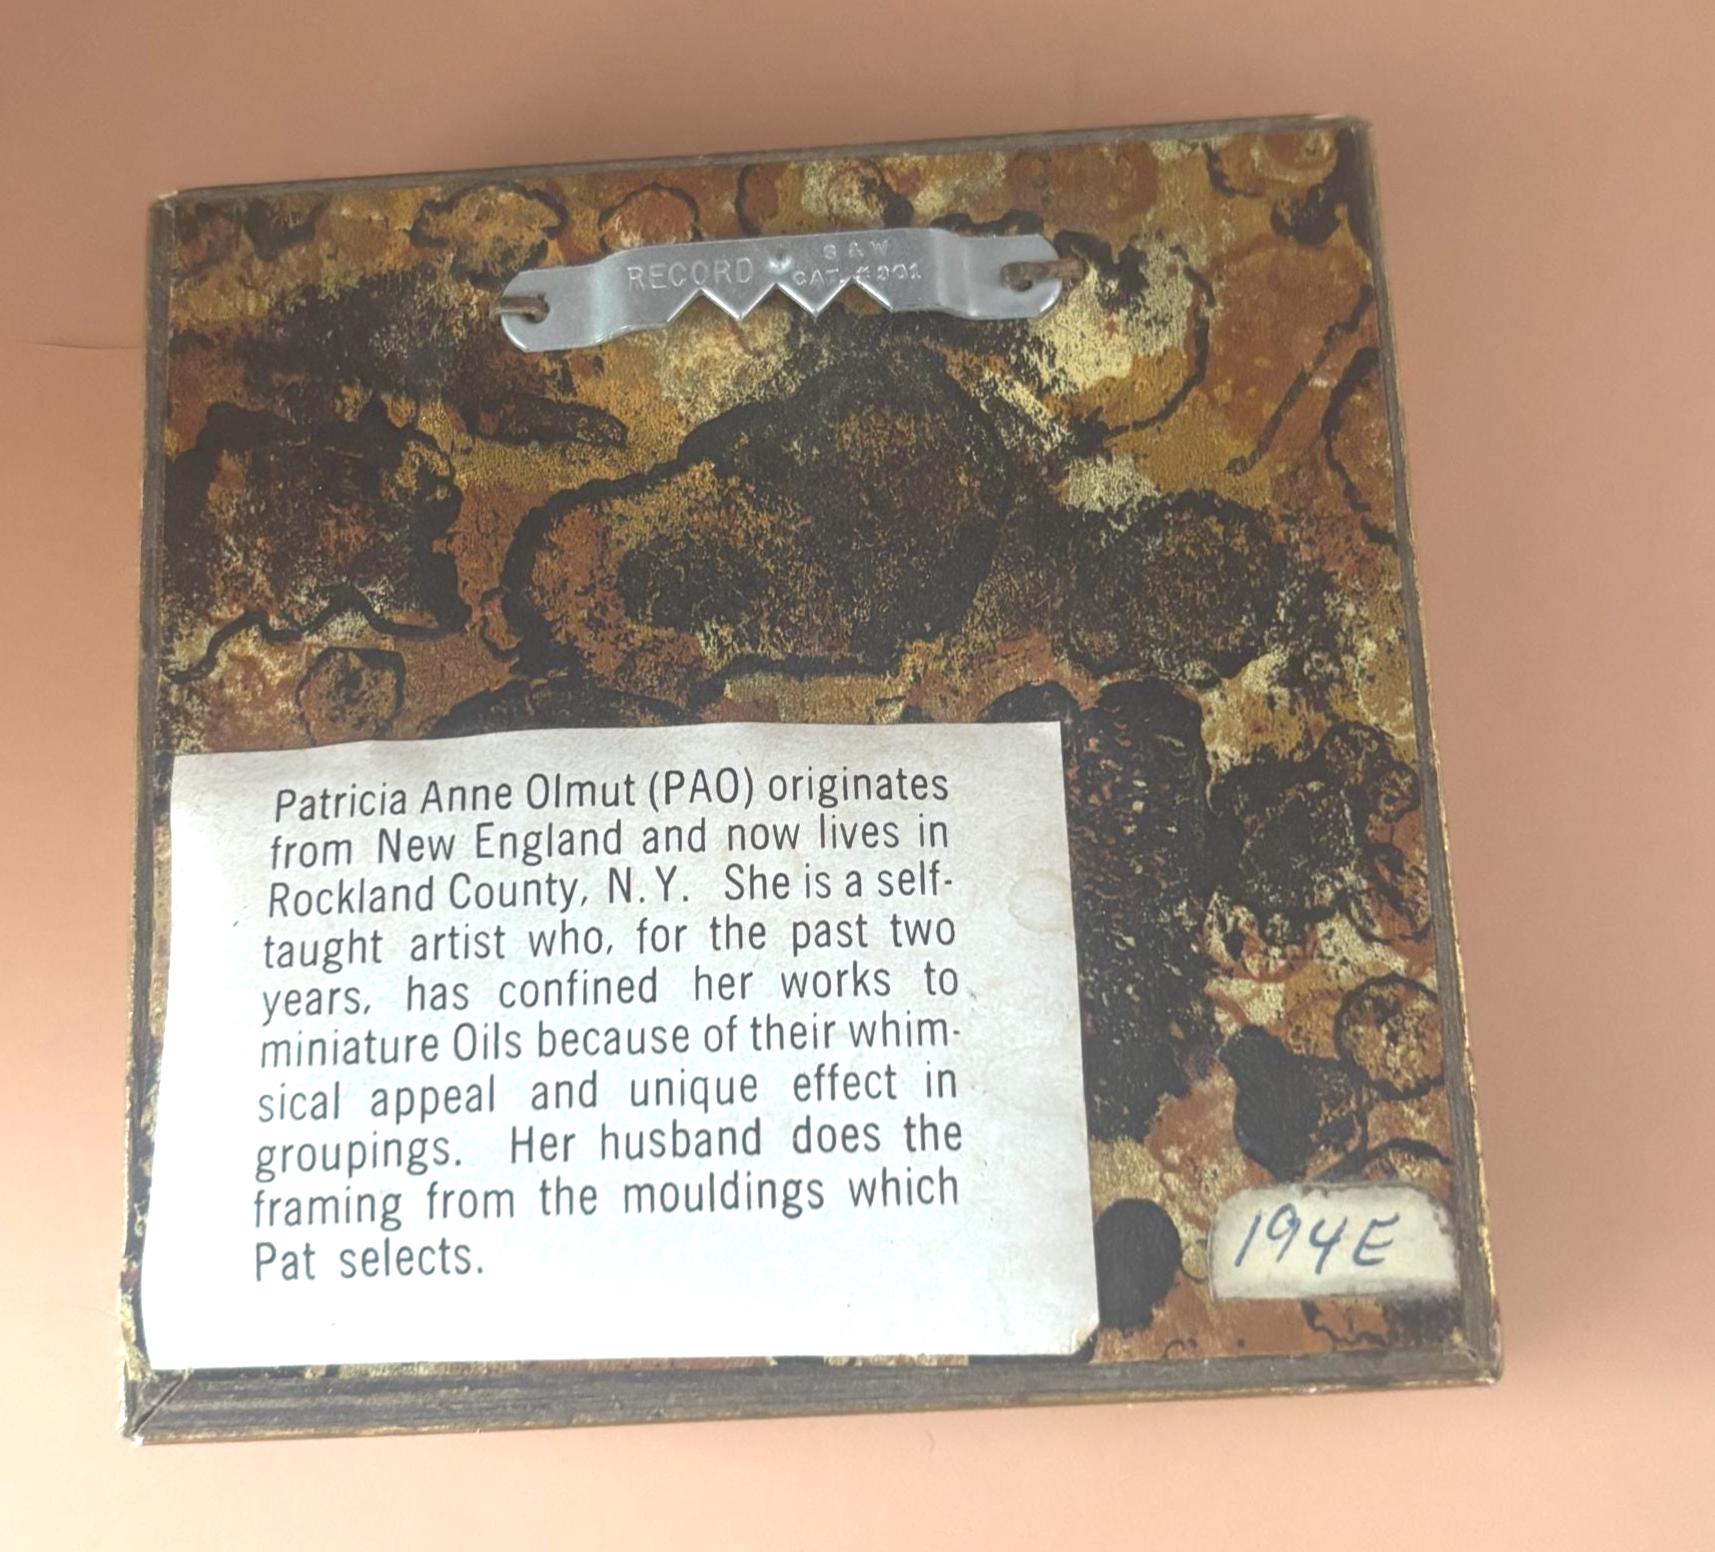 RECORD
S & W
CAT. # 901
Patricia Anne Olmut (PAO) originates
from New England and now lives in
Rockland County, N. Y. She is a self-
taught artist who, for the past two
years, has confined her works to
miniature Oils because of their whim-
sical appeal and unique effect in
groupings. Her husband does the
framing from the mouldings which
Pat selects.
194E